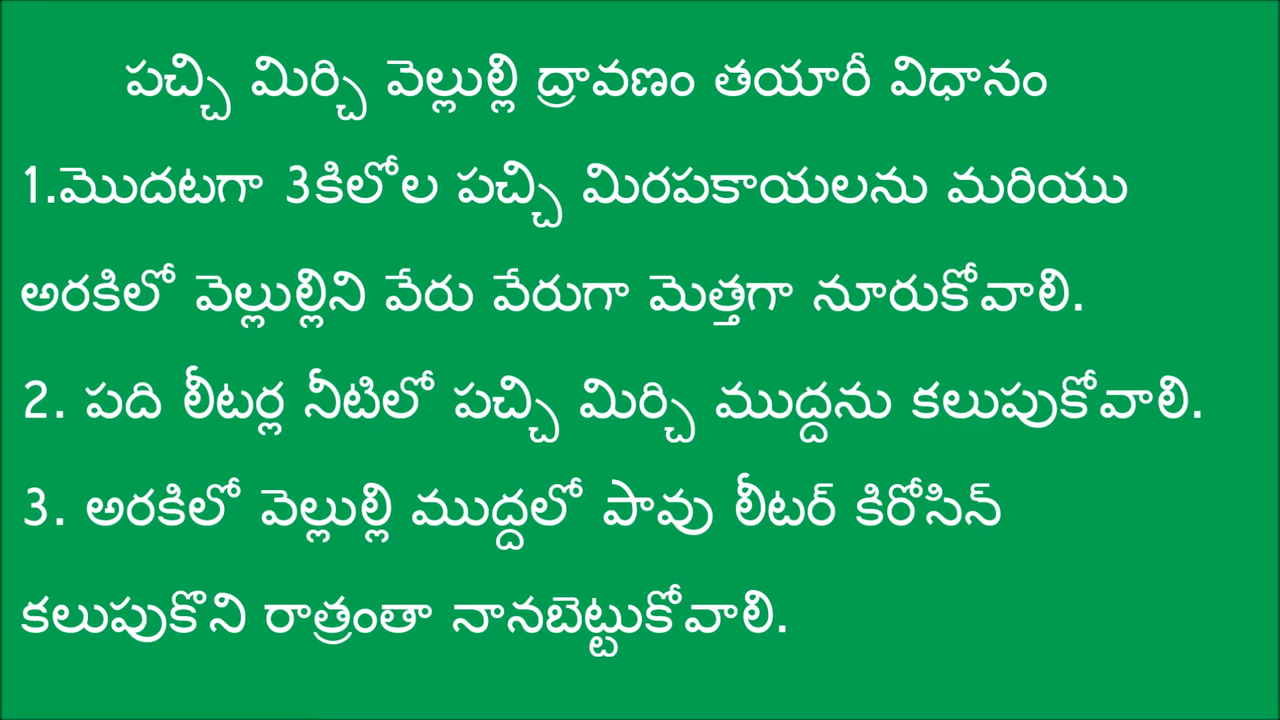 పచ్చి మిర్చి వెల్లుల్లి ద్రావణం తయారీ విధానం
1.మొదటగా 3కిలోల పచ్చి మిరపకాయలను మరియు
అరకిలో వెల్లుల్లిని వేరు వేరుగా మెత్తగా నూరుకోవాలి.
2. పది లీటర్ల నీటిలో పచ్చి మిర్చి ముద్దను కలుపుకోవాలి.
3. అరకిలో వెల్లుల్లి ముద్దలో పావు లీటర్ కిరోసిన్
కలుపుకొని రాత్రంతా నానబెట్టుకోవాలి.